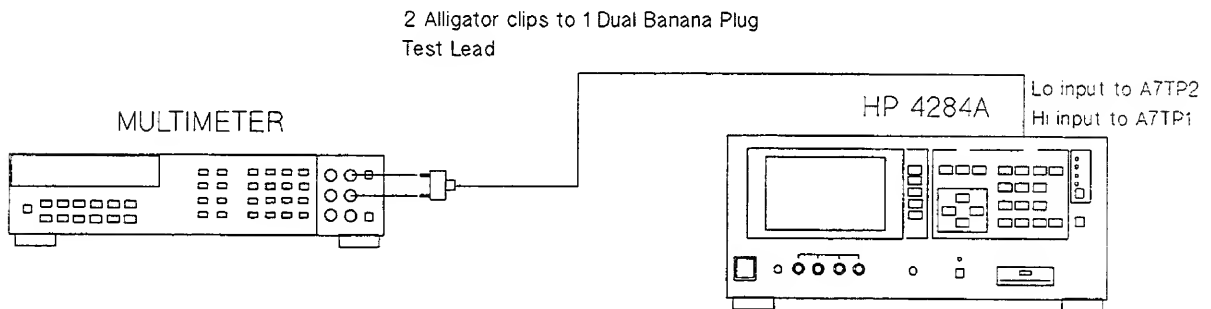 2 Alligator clips to 1 Dual Banana Plug
Test Lead
MULTIMETER
HP 4284A
Lo input to A7TP2
Hi input to A7TP1